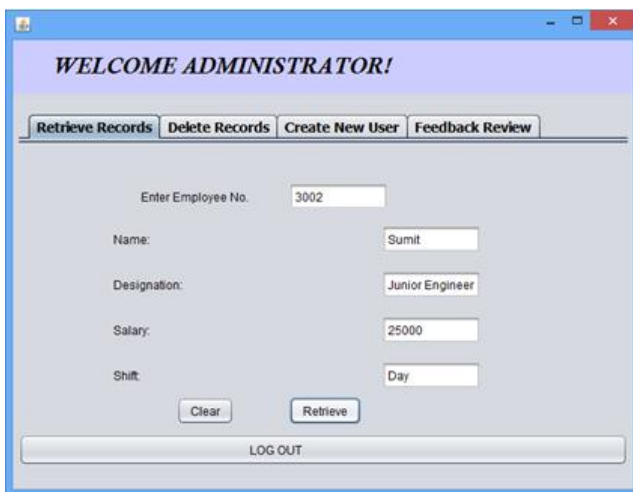 WELCOME ADMINISTRATOR!
Retrieve Records Delete Records Create New User Feedback Review
Enter Employee No. 3002
Name: Sumit
Designation: Junior Engineer
Salary: 25000
Shift: Day
Clear Retrieve
LOG OUT